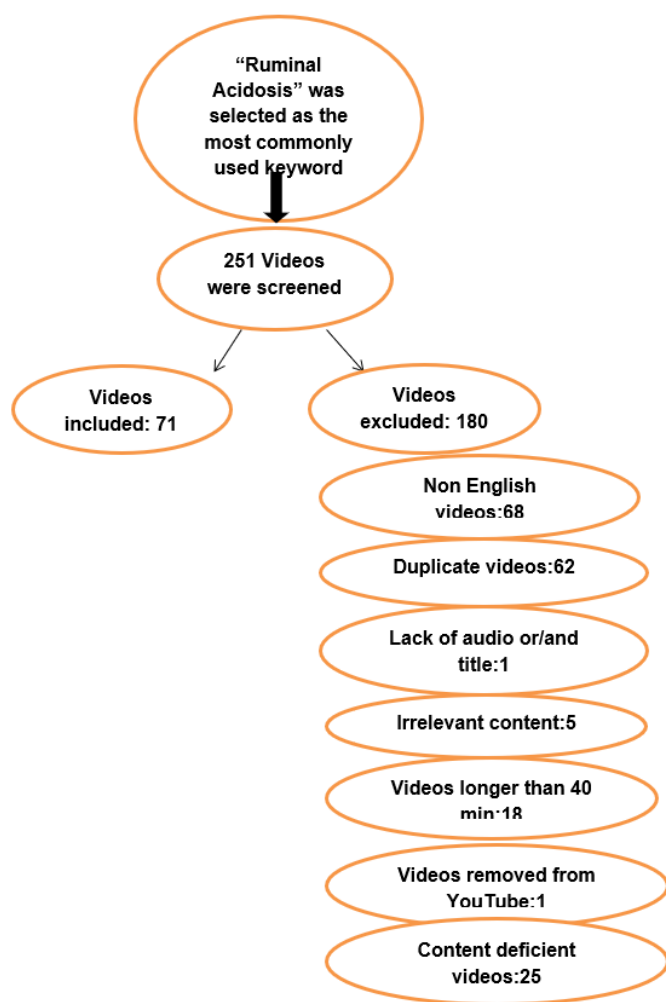 “Ruminal
Acidosis” was
selected as the
most commonly
used keyword
251 Videos
were screened
Videos
included: 71
Videos
excluded: 180
Non English
videos:68
Duplicate videos:62
Lack of audio or/and
title:1
Irrelevant content:5
Videos longer than 40
min:18
Videos removed from
YouTube:1
Content deficient
videos:25